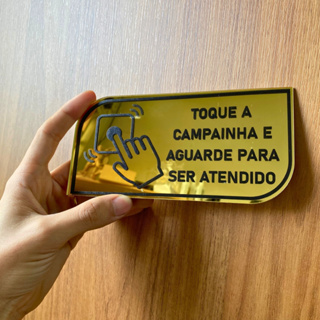 TOQUE A
CAMPAINHA E
AGUARDE PARA
SER ATENDIDO